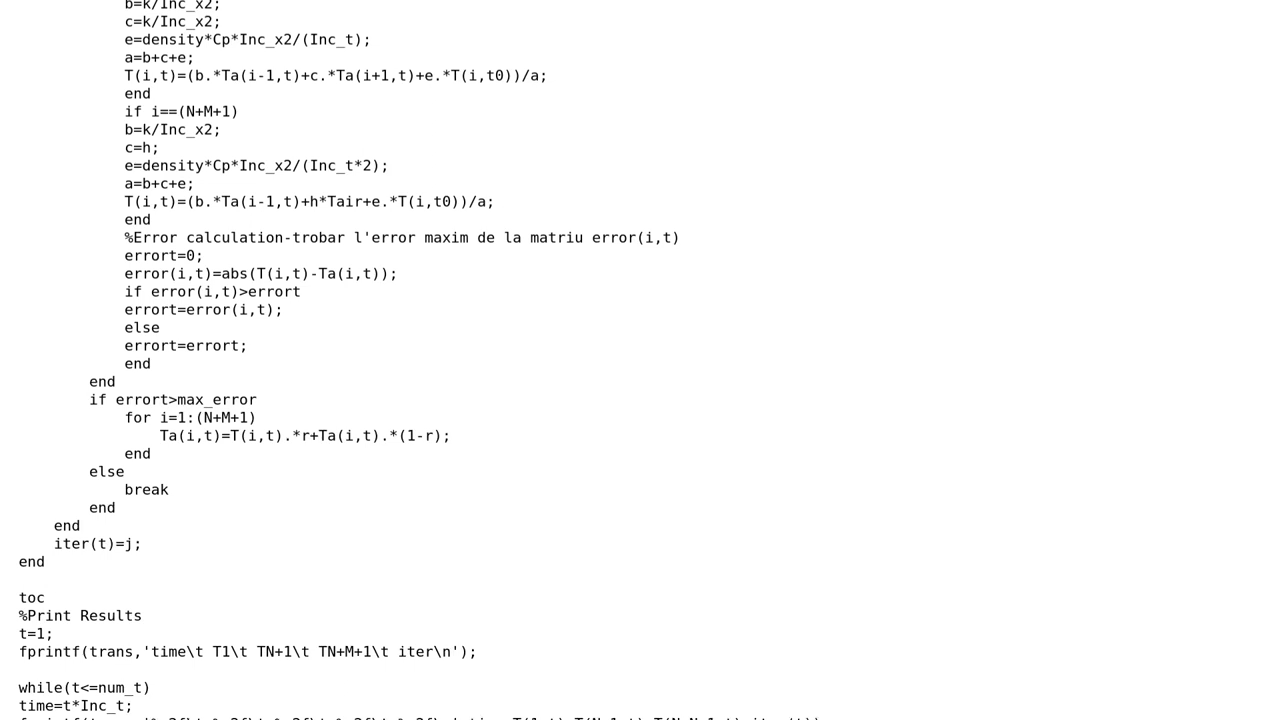 b=k/Inc_x2;
c=k/Inc_x2;
e=density*Cp*Inc_x2/(Inc_t);
a=b+c+e;
T(i,t)=(b.*Ta(i-1,t)+c.*Ta(i+1,t)+e.*T(i,t0))/a;
end
if i==(N+M+1)
b=k/Inc_x2;
c=h;
e=density*Cp*Inc_x2/(Inc_t*2);
a=b+c+e;
T(i,t)=(b.*Ta(i-1,t)+h*Tair+e.*T(i,t0))/a;
end
%Error calculation-trobar l'error maxim de la matriu error(i,t)
errort=0;
error(i,t)=abs(T(i,t)-Ta(i,t));
if error(i,t)>errort
errort=error(i,t);
else
errort=errort;
end
end
if errort>max_error
for i=1:(N+M+1)
Ta(i,t)=T(i,t).*r+Ta(i,t).*(1-r);
end
else
break
end
end
iter(t)=j;
end
toc
%Print Results
t=1;
fprintf(trans,'time\t T1\t TN+1\t TN+M+1\t iter\n');
while(t<=num_t)
time=t*Inc_t;